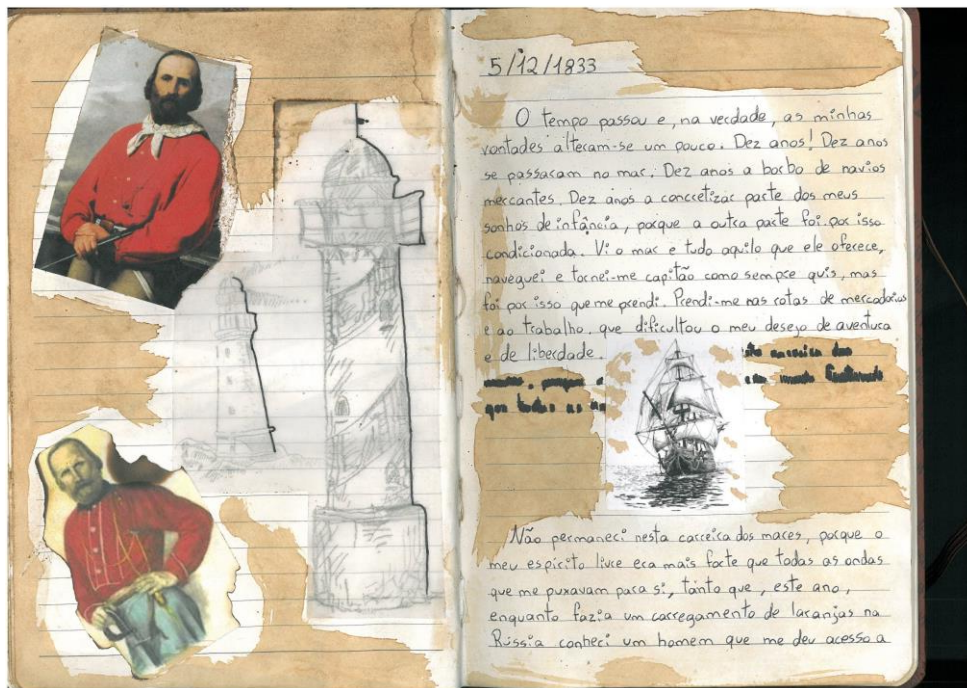 5/12/1833
O tempo passou e, na verdade, as minhas
vontades alteram-se um pouco. Dez anos! Dez anos
se passaram no mar. Dez anos a borbo de navios
mercantes. Dez anos a concretizar parte dos meus
sonhos de infância, porque a outra parte foi por isso
condicionada. Vi o mar e tudo aquilo que ele oferece,
naveguei e tornei-me capitão como sempre quis, mas
foi por isso que me prendi. Prendi-me nas rotas de mercadorias
e ao trabalho, que dificultou o meu desejo de aventura
e de liberdade.
que todas as
Não permaneci nesta carreira dos mares, porque o
meu espírito livre era mais forte que todas as ondas
que me puxavam para si, tanto que, este ano,
enquanto fazia um carregamento de laranjas na
Rússia conheci um homem que me deu acesso a